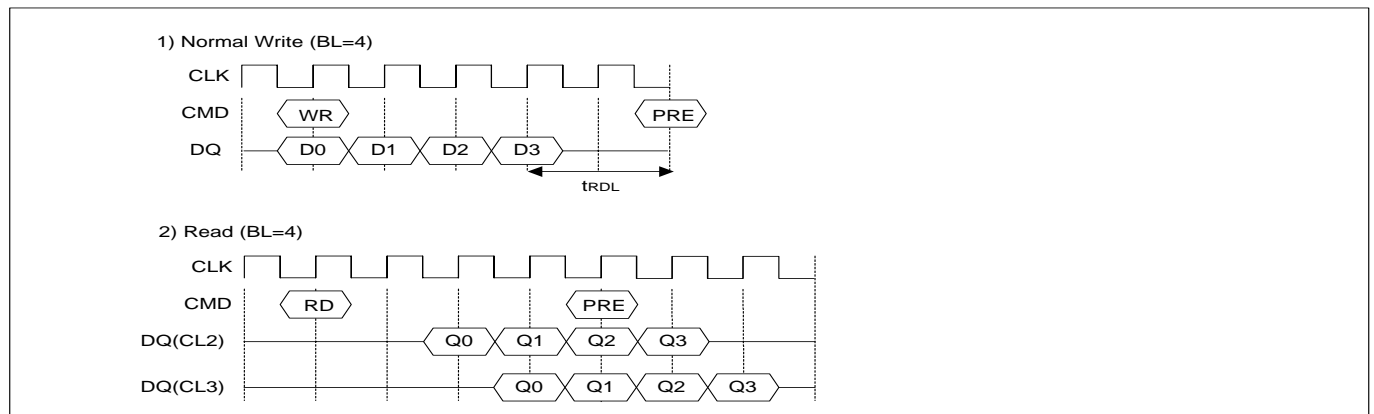 1) Normal Write (BL=4)
CLK
CMD WR PRE
DQ D0 D1 D2 D3
tRDL
2) Read (BL=4)
CLK
CMD RD PRE
DQ(CL2) Q0 Q1 Q2 Q3
DQ(CL3) Q0 Q1 Q2 Q3